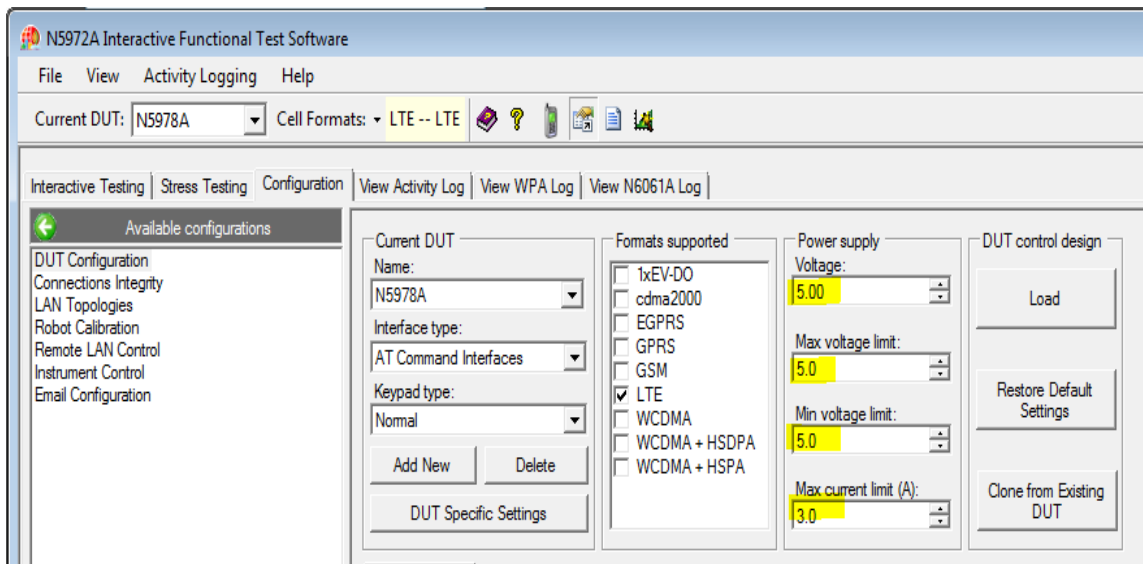 N5972A Interactive Functional Test Software
File View Activity Logging Help
Current DUT: N5978A Cell Formats: LTE -- LTE
Interactive Testing Stress Testing Configuration View Activity Log View WPA Log View N6061A Log
Available configurations
DUT Configuration
Connections Integrity
LAN Topologies
Robot Calibration
Remote LAN Control
Instrument Control
Email Configuration
Current DUT
Name:
N5978A
Interface type:
AT Command Interfaces
Keypad type:
Normal
Add New Delete
DUT Specific Settings
Formats supported
1xEV-DO
cdma2000
EGPRS
GPRS
GSM
LTE
WCDMA
WCDMA + HSDPA
WCDMA + HSPA
Power supply
Voltage:
5.00
Max voltage limit:
5.0
Min voltage limit:
5.0
Max current limit (A):
3.0
DUT control design
Load
Restore Default
Settings
Clone from Existing
DUT